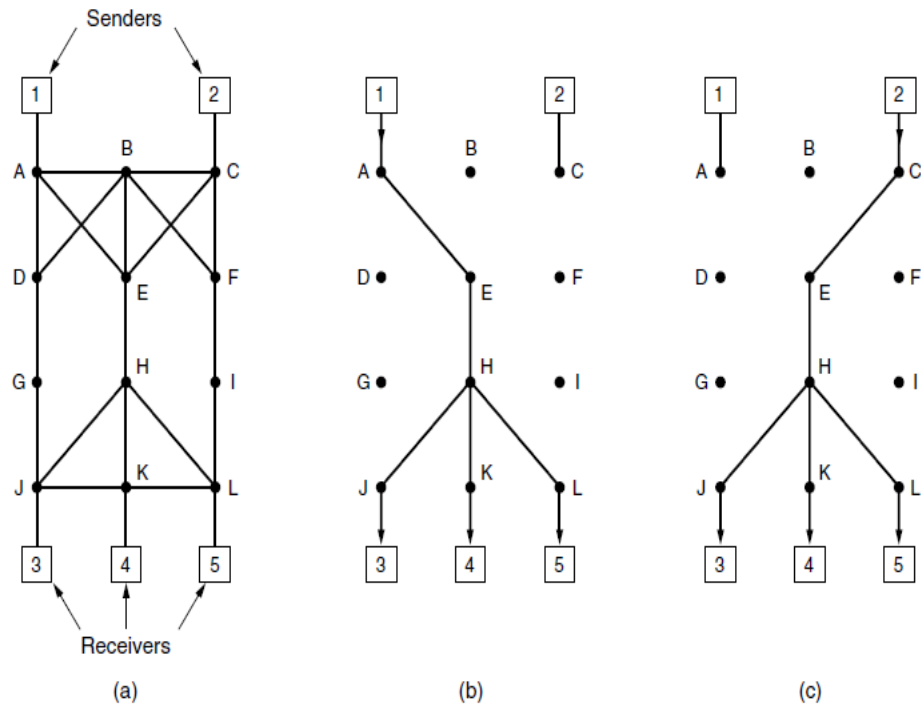 Senders
1 2 1 2 1 2
A B C A B C A B C
D E F D E F D E F
G H I G H I G H I
J K L J K L J K L
3 4 5 3 4 5 3 4 5
Receivers
(a) (b) (c)